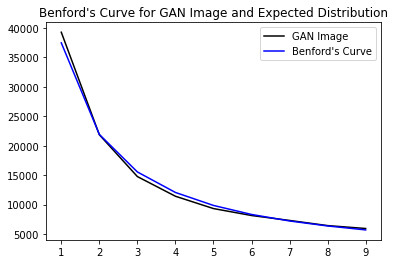 Benford's Curve for GAN Image and Expected Distribution
40000
35000
30000
25000
20000
15000
10000
5000
GAN Image
Benford's Curve
1 2 3 4 5 6 7 8 9